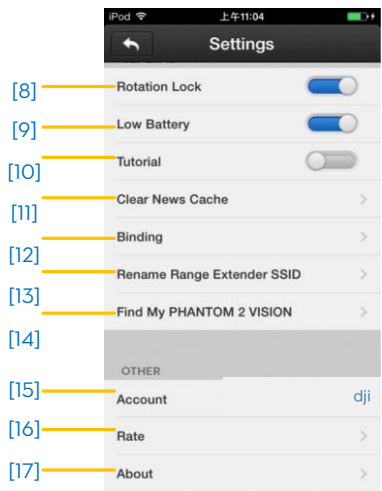 iPod 上午11:04
Settings
[8] Rotation Lock
[9] Low Battery
[10] Tutorial
[11] Clear News Cache
[12] Binding
[13] Rename Range Extender SSID
[14] Find My PHANTOM 2 VISION
OTHER
[15] Account dji
[16] Rate
[17] About